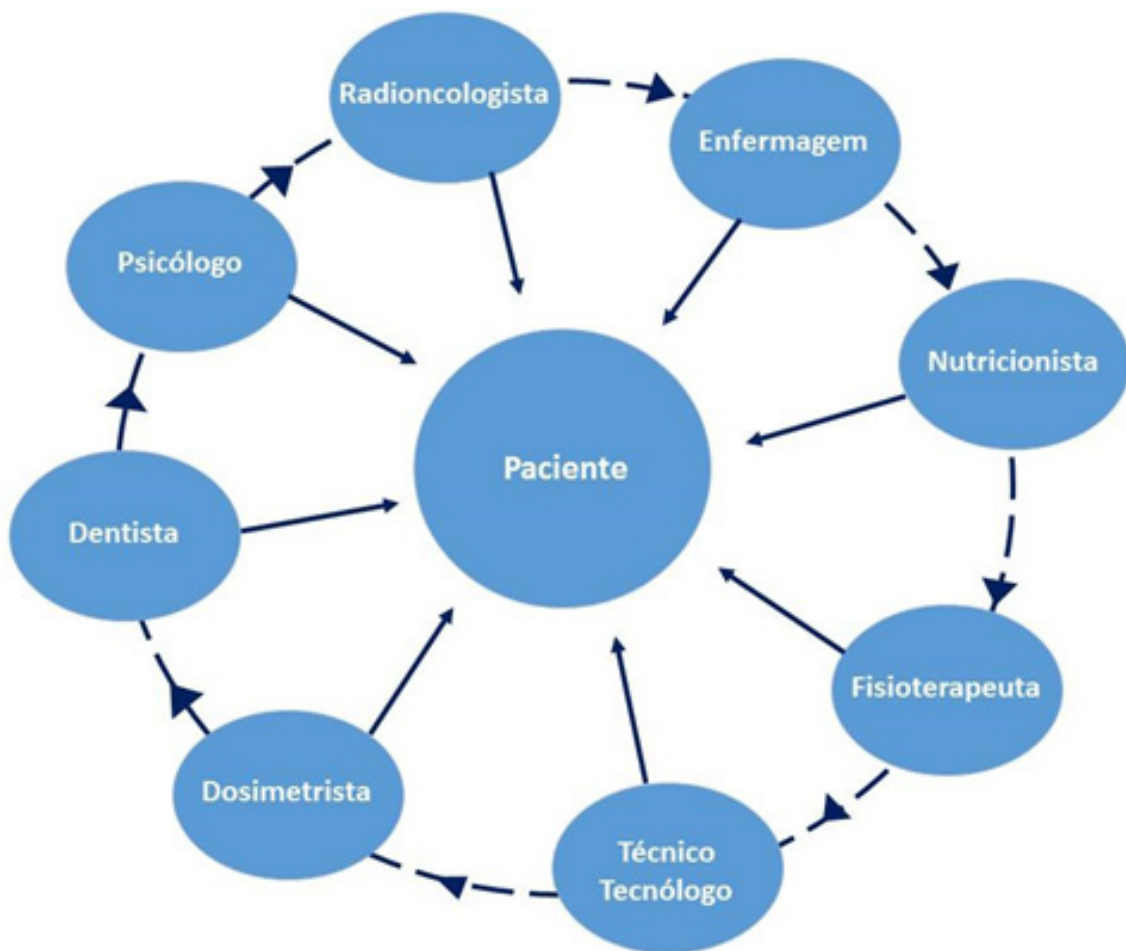 Radioncologista
Enfermagem
Psicólogo
Nutricionista
Paciente
Dentista
Fisioterapeuta
Dosimetrista
Técnico
Tecnólogo